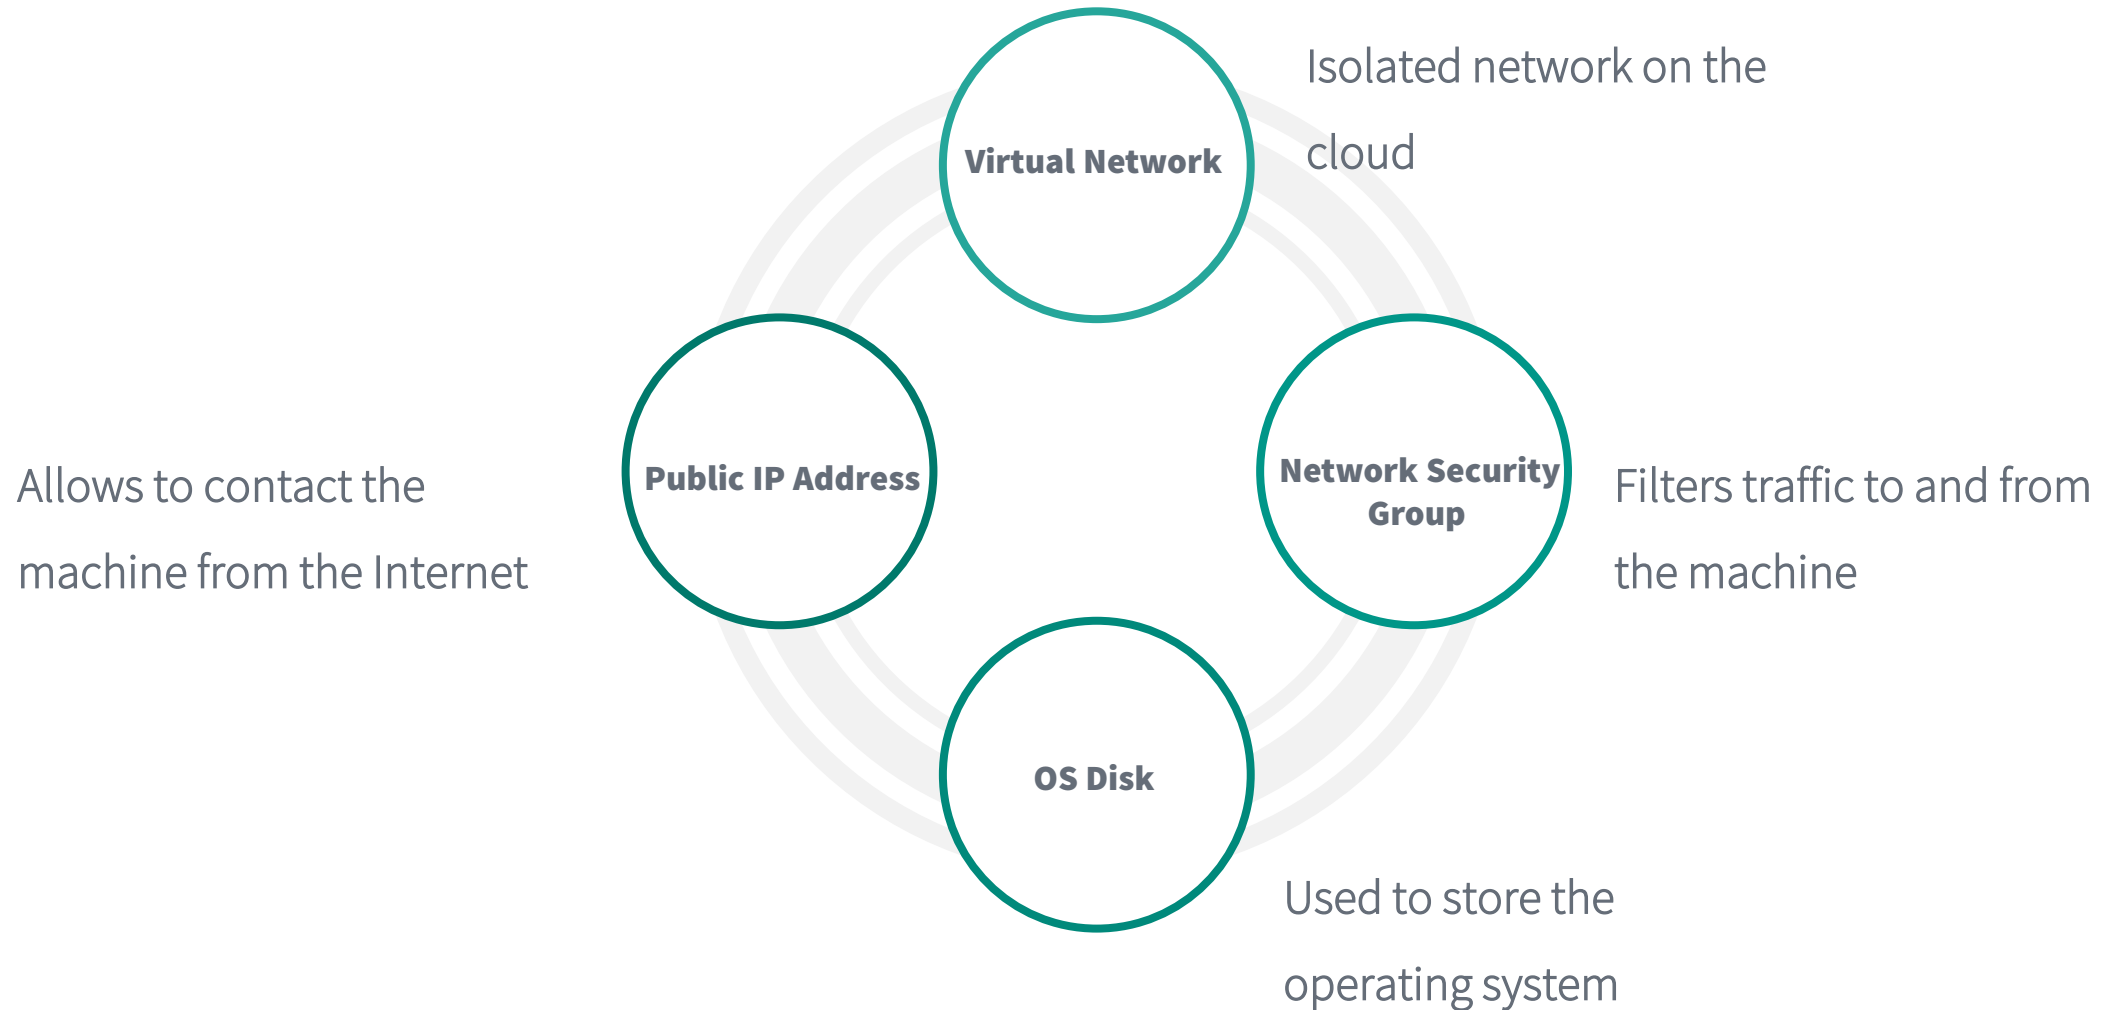 Isolated network on the
cloud
Virtual Network
Public IP Address
Allows to contact the
machine from the Internet
Network Security
Group
Filters traffic to and from
the machine
OS Disk
Used to store the
operating system